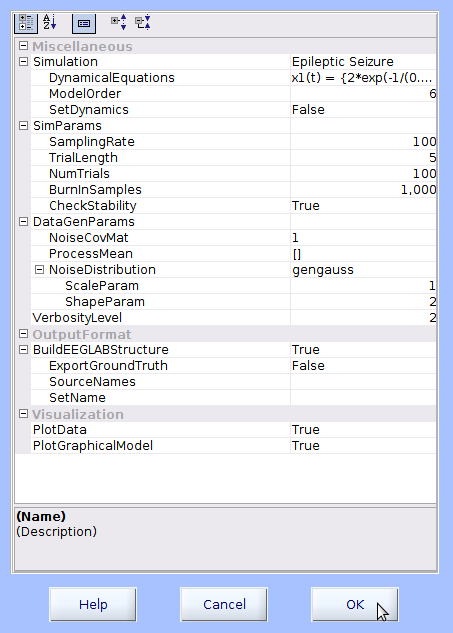 Miscellaneous
Simulation Epileptic Seizure
DynamicalEquations x1(t) = {2*exp(-1/(0....
ModelOrder 6
SetDynamics False
SimParams
SamplingRate 100
TrialLength 5
NumTrials 100
BurnInSamples 1,000
CheckStability True
DataGenParams
NoiseCovMat 1
ProcessMean []
NoiseDistribution gengauss
ScaleParam 1
ShapeParam 2
VerbosityLevel 2
OutputFormat
BuildEEGLABStructure True
ExportGroundTruth False
SourceNames
SetName
Visualization
PlotData True
PlotGraphicalModel True
(Name)
(Description)
Help Cancel OK